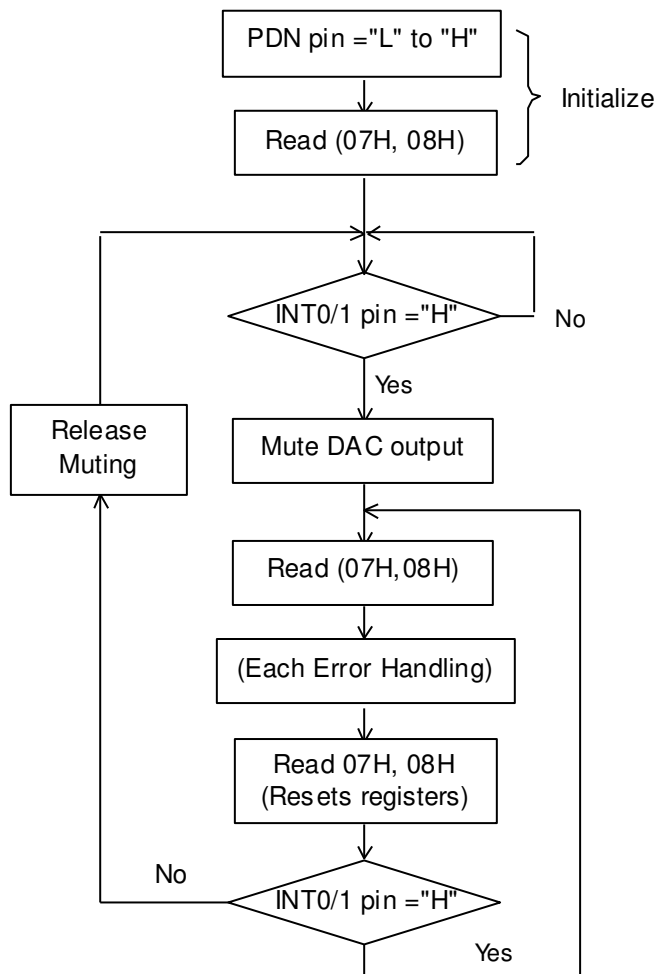 PDN pin ="L" to "H"
Initialize
Read (07H, 08H)
INT0/1 pin ="H"
No
Yes
Release
Muting
Mute DAC output
Read (07H,08H)
(Each Error Handling)
Read 07H, 08H
(Resets registers)
No
INT0/1 pin ="H"
Yes